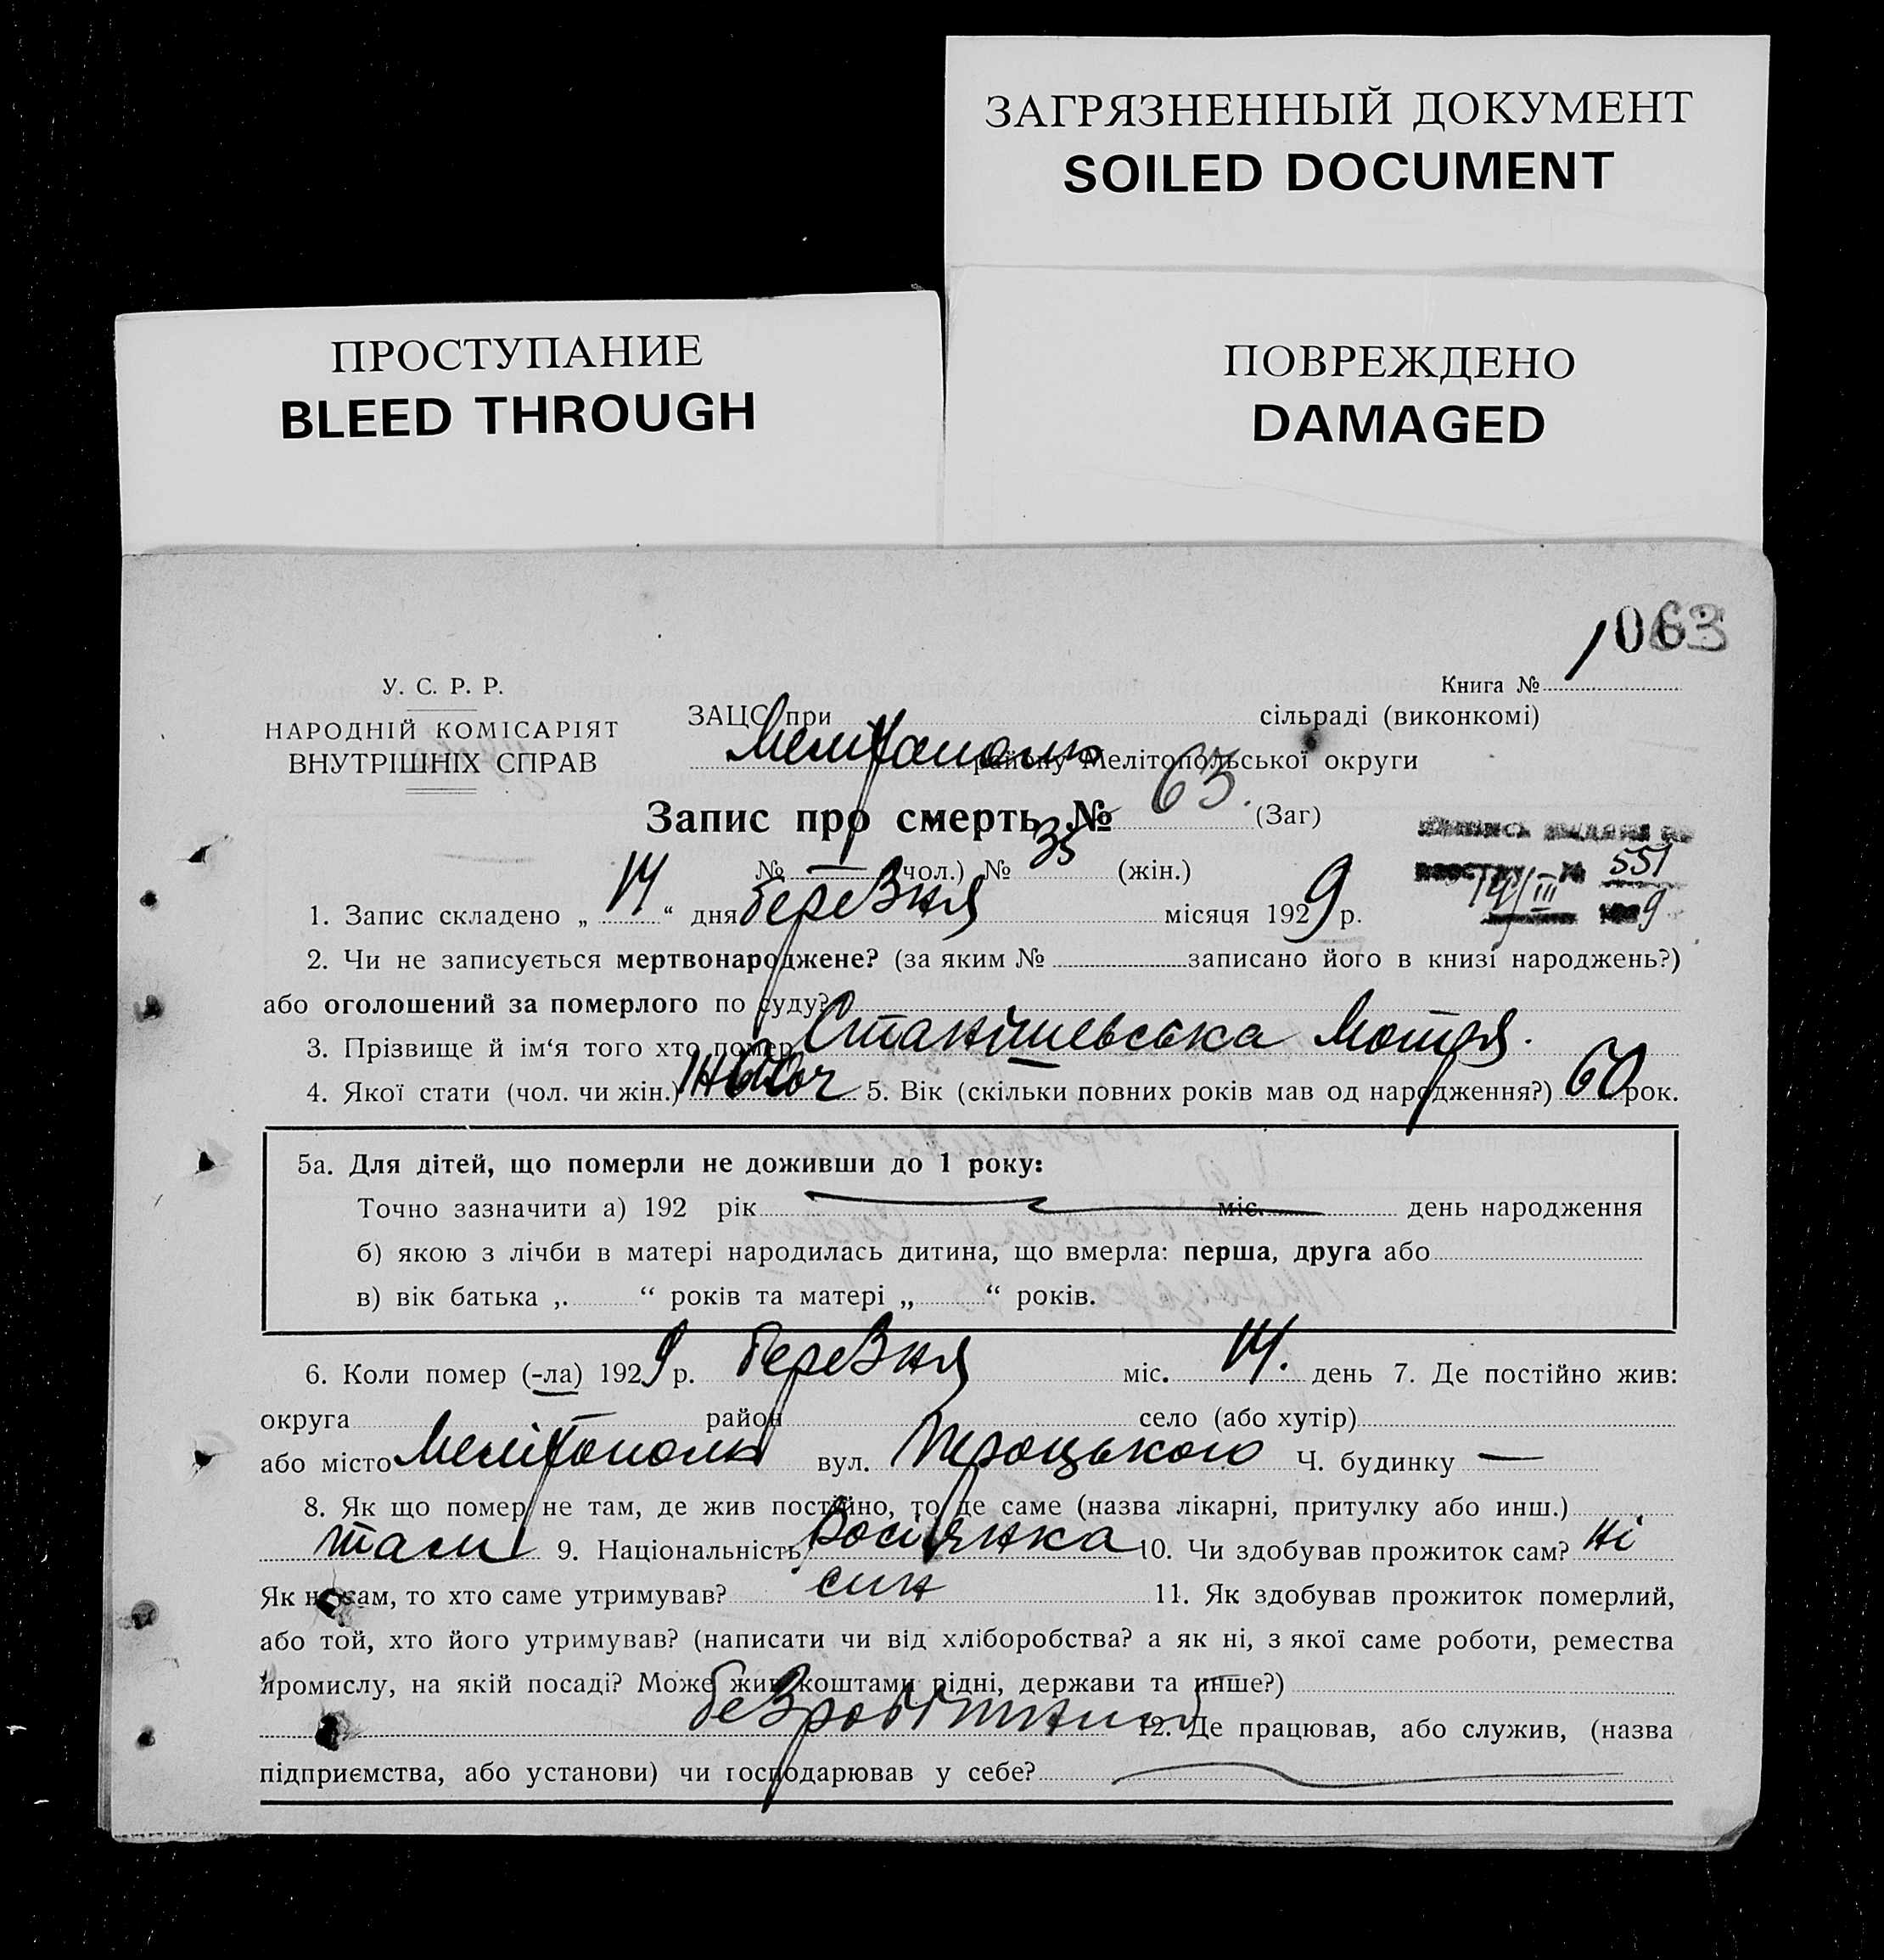 ЗАГРЯЗНЕННЫЙ ДОКУМЕНТ
SOILED DOCUMENT
ПРОСТУПАНИЕ
BLEED THROUGH
ПОВРЕЖДЕНО
DAMAGED
063
У. С. Р. Р.
НАРОДНІЙ КОМІСАРІЯТ
ВНУТРІШНІХ СПРАВ
Книга № 1
ЗАЦС при сільраді (виконкомі)
Мелітополь району Мелітопольської округи
Запис про смерть № 63. (Заг)
№ — (чол.) № 35 (жін.)
551
14/III 9
1. Запис складено „ 14 “ дня березня місяця 1929 р.
2. Чи не записується мертвонароджене? (за яким № записано його в книзі народжень?)
або оголошений за померлого по суду?
3. Прізвище й ім‘я того хто помер Станішевська Мотря.
4. Якої стати (чол. чи жін.) жіноч 5. Вік (скільки повних років мав од народження?) 60 рок.
5а. Для дітей, що померли не доживши до 1 року:
Точно зазначити а) 192 рік міс. день народження
б) якою з лічби в матері народилась дитина, що вмерла: перша, друга або
в) вік батька „ “ років та матері „ “ років.
6. Коли помер (-ла) 1929 р. березня міс. 14. день 7. Де постійно жив:
округа район село (або хутір)
або місто Мелітополь вул. Троцького Ч. будинку —
8. Як що помер не там, де жив постійно, то де саме (назва лікарні, притулку або инш.)
там 9. Національність росіянка 10. Чи здобував прожиток сам? ні
Як не сам, то хто саме утримував? син 11. Як здобував прожиток померлий,
або той, хто його утримував? (написати чи від хліборобства? а як ні, з якої саме роботи, ремества
промислу, на якій посаді? Може жив коштами рідні, держави та инше?)
безробітний 12. Де працював, або служив, (назва
підприємства, або установи) чи господарював у себе?